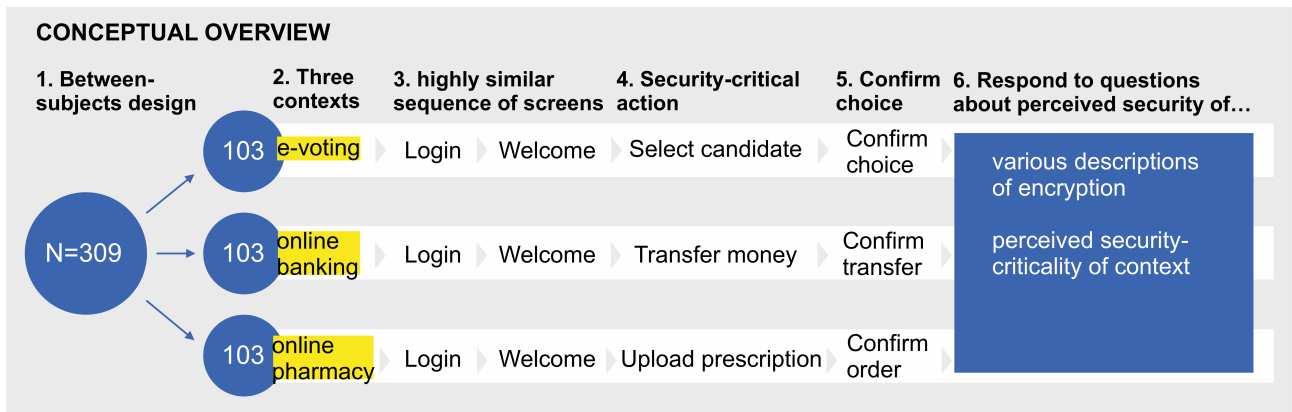 CONCEPTUAL OVERVIEW
1. Between-
subjects design
2. Three
contexts
3. highly similar
sequence of screens
4. Security-critical
action
5. Confirm
choice
6. Respond to questions
about perceived security of…
N=309
103
e-voting
Login
Welcome
Select candidate
Confirm
choice
103
online
banking
Login
Welcome
Transfer money
Confirm
transfer
103
online
pharmacy
Login
Welcome
Upload prescription
Confirm
order
various descriptions
of encryption
perceived security-
criticality of context